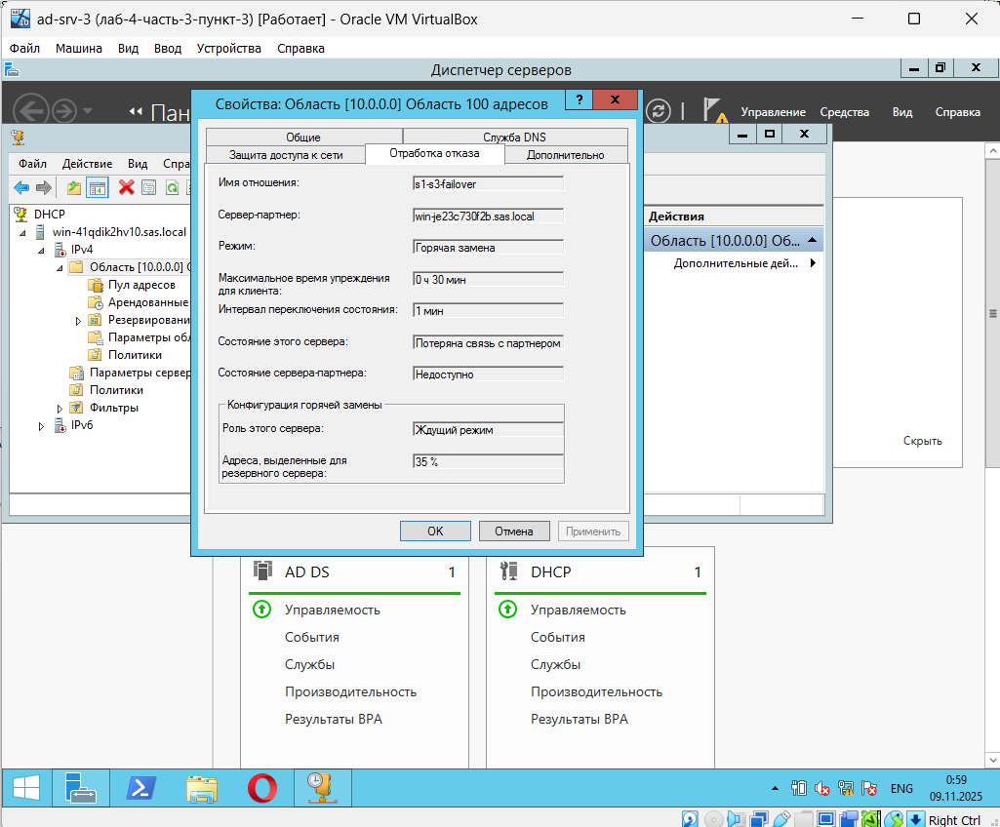 ad-srv-3 (лаб-4-часть-3-пункт-3) [Работает] - Oracle VM VirtualBox
Файл Машина Вид Ввод Устройства Справка
Диспетчер серверов
Пан
Управление Средства Вид Справка
Свойства: Область [10.0.0.0] Область 100 адресов
Файл Действие Вид Спра
DHCP
win-41qdik2hv10.sas.local
IPv4
Область [10.0.0.0]
Пул адресов
Арендованные
Резервировани
Параметры обл
Политики
Параметры сервер
Политики
Фильтры
IPv6
Общие Служба DNS
Защита доступа к сети Отработка отказа Дополнительно
Имя отношения: s1-s3-failover
Сервер-партнер: win-je23c730f2b.sas.local
Режим: Горячая замена
Максимальное время упреждения
для клиента: 0 ч 30 мин
Интервал переключения состояния: 1 мин
Состояние этого сервера: Потеряна связь с партнером
Состояние сервера-партнера: Недоступно
Конфигурация горячей замены
Роль этого сервера: Ждущий режим
Адреса, выделенные для
резервного сервера: 35 %
OK Отмена Применить
Действия
Область [10.0.0.0] Об...
Дополнительные дей...
Скрыть
AD DS 1
Управляемость
События
Службы
Производительность
Результаты BPA
DHCP 1
Управляемость
События
Службы
Производительность
Результаты BPA
ENG
0:59
09.11.2025
Right Ctrl